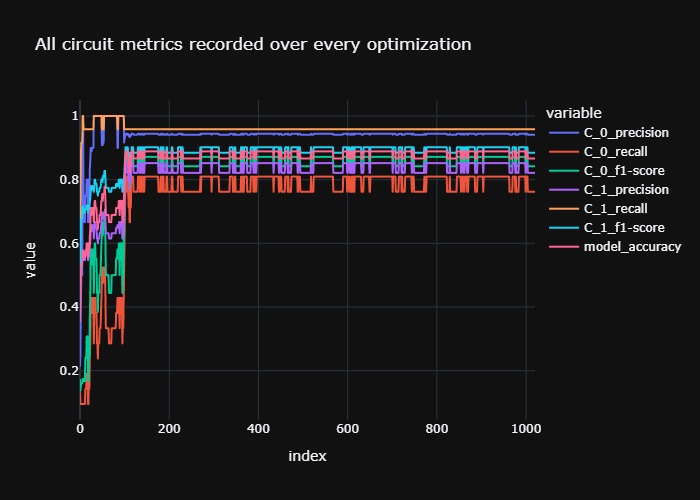 All circuit metrics recorded over every optimization
variable
C_0_precision
C_0_recall
C_0_f1-score
C_1_precision
C_1_recall
C_1_f1-score
model_accuracy
1
0.8
0.6
0.4
0.2
value
0 200 400 600 800 1000
index